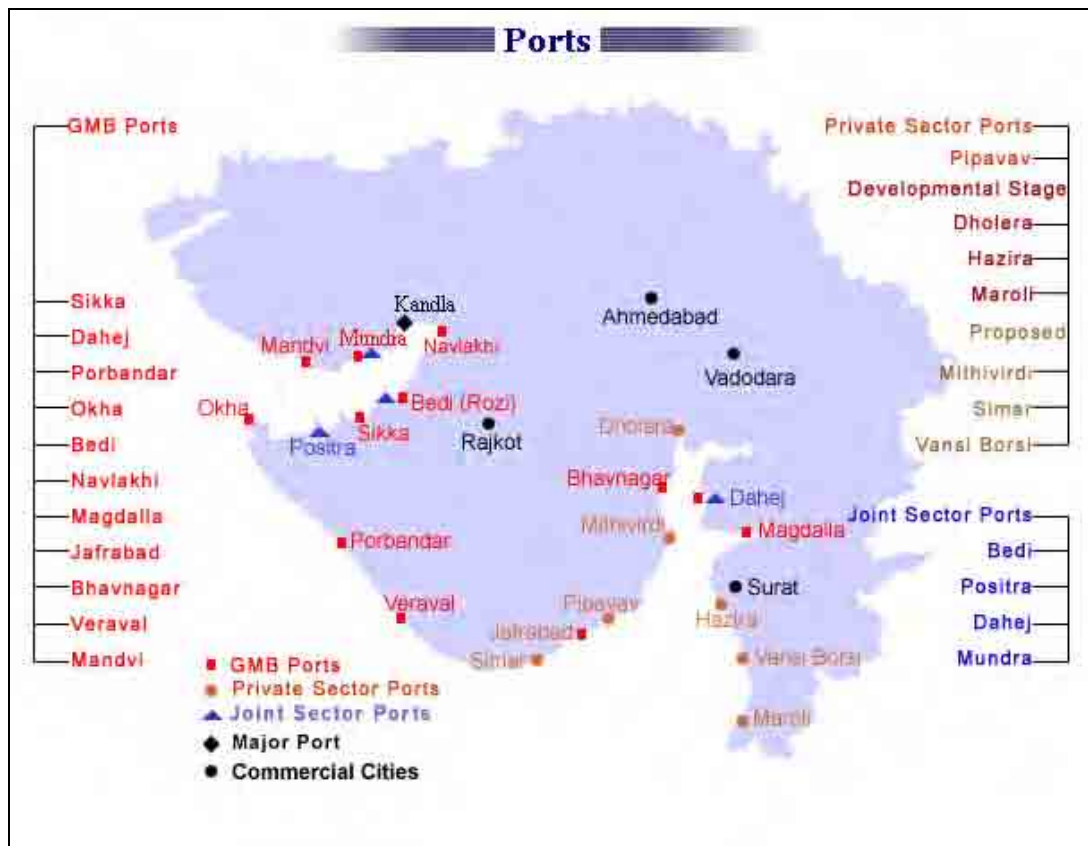 Ports
GMB Ports
Sikka
Dahej
Porbandar
Okha
Bedi
Navlakhi
Magdalla
Jafrabad
Bhavnagar
Veraval
Mandvi
Private Sector Ports
Pipavav
Developmental Stage
Dholera
Hazira
Maroli
Proposed
Mithivirdi
Simar
Vansi Borsi
Joint Sector Ports
Bedi
Positra
Dahej
Mundra
Kandla
Mundra
Mandvi
Navlakhi
Ahmedabad
Vadodara
Okha
Bedi (Rozi)
Sikka
Positra
Rajkot
Dholera
Bhavnagar
Dahej
Mithivirdi
Magdalla
Porbandar
Surat
Veraval
Pipavav
Hazira
Jafrabad
Simar
Vansi Borsi
Maroli
GMB Ports
Private Sector Ports
Joint Sector Ports
Major Port
Commercial Cities